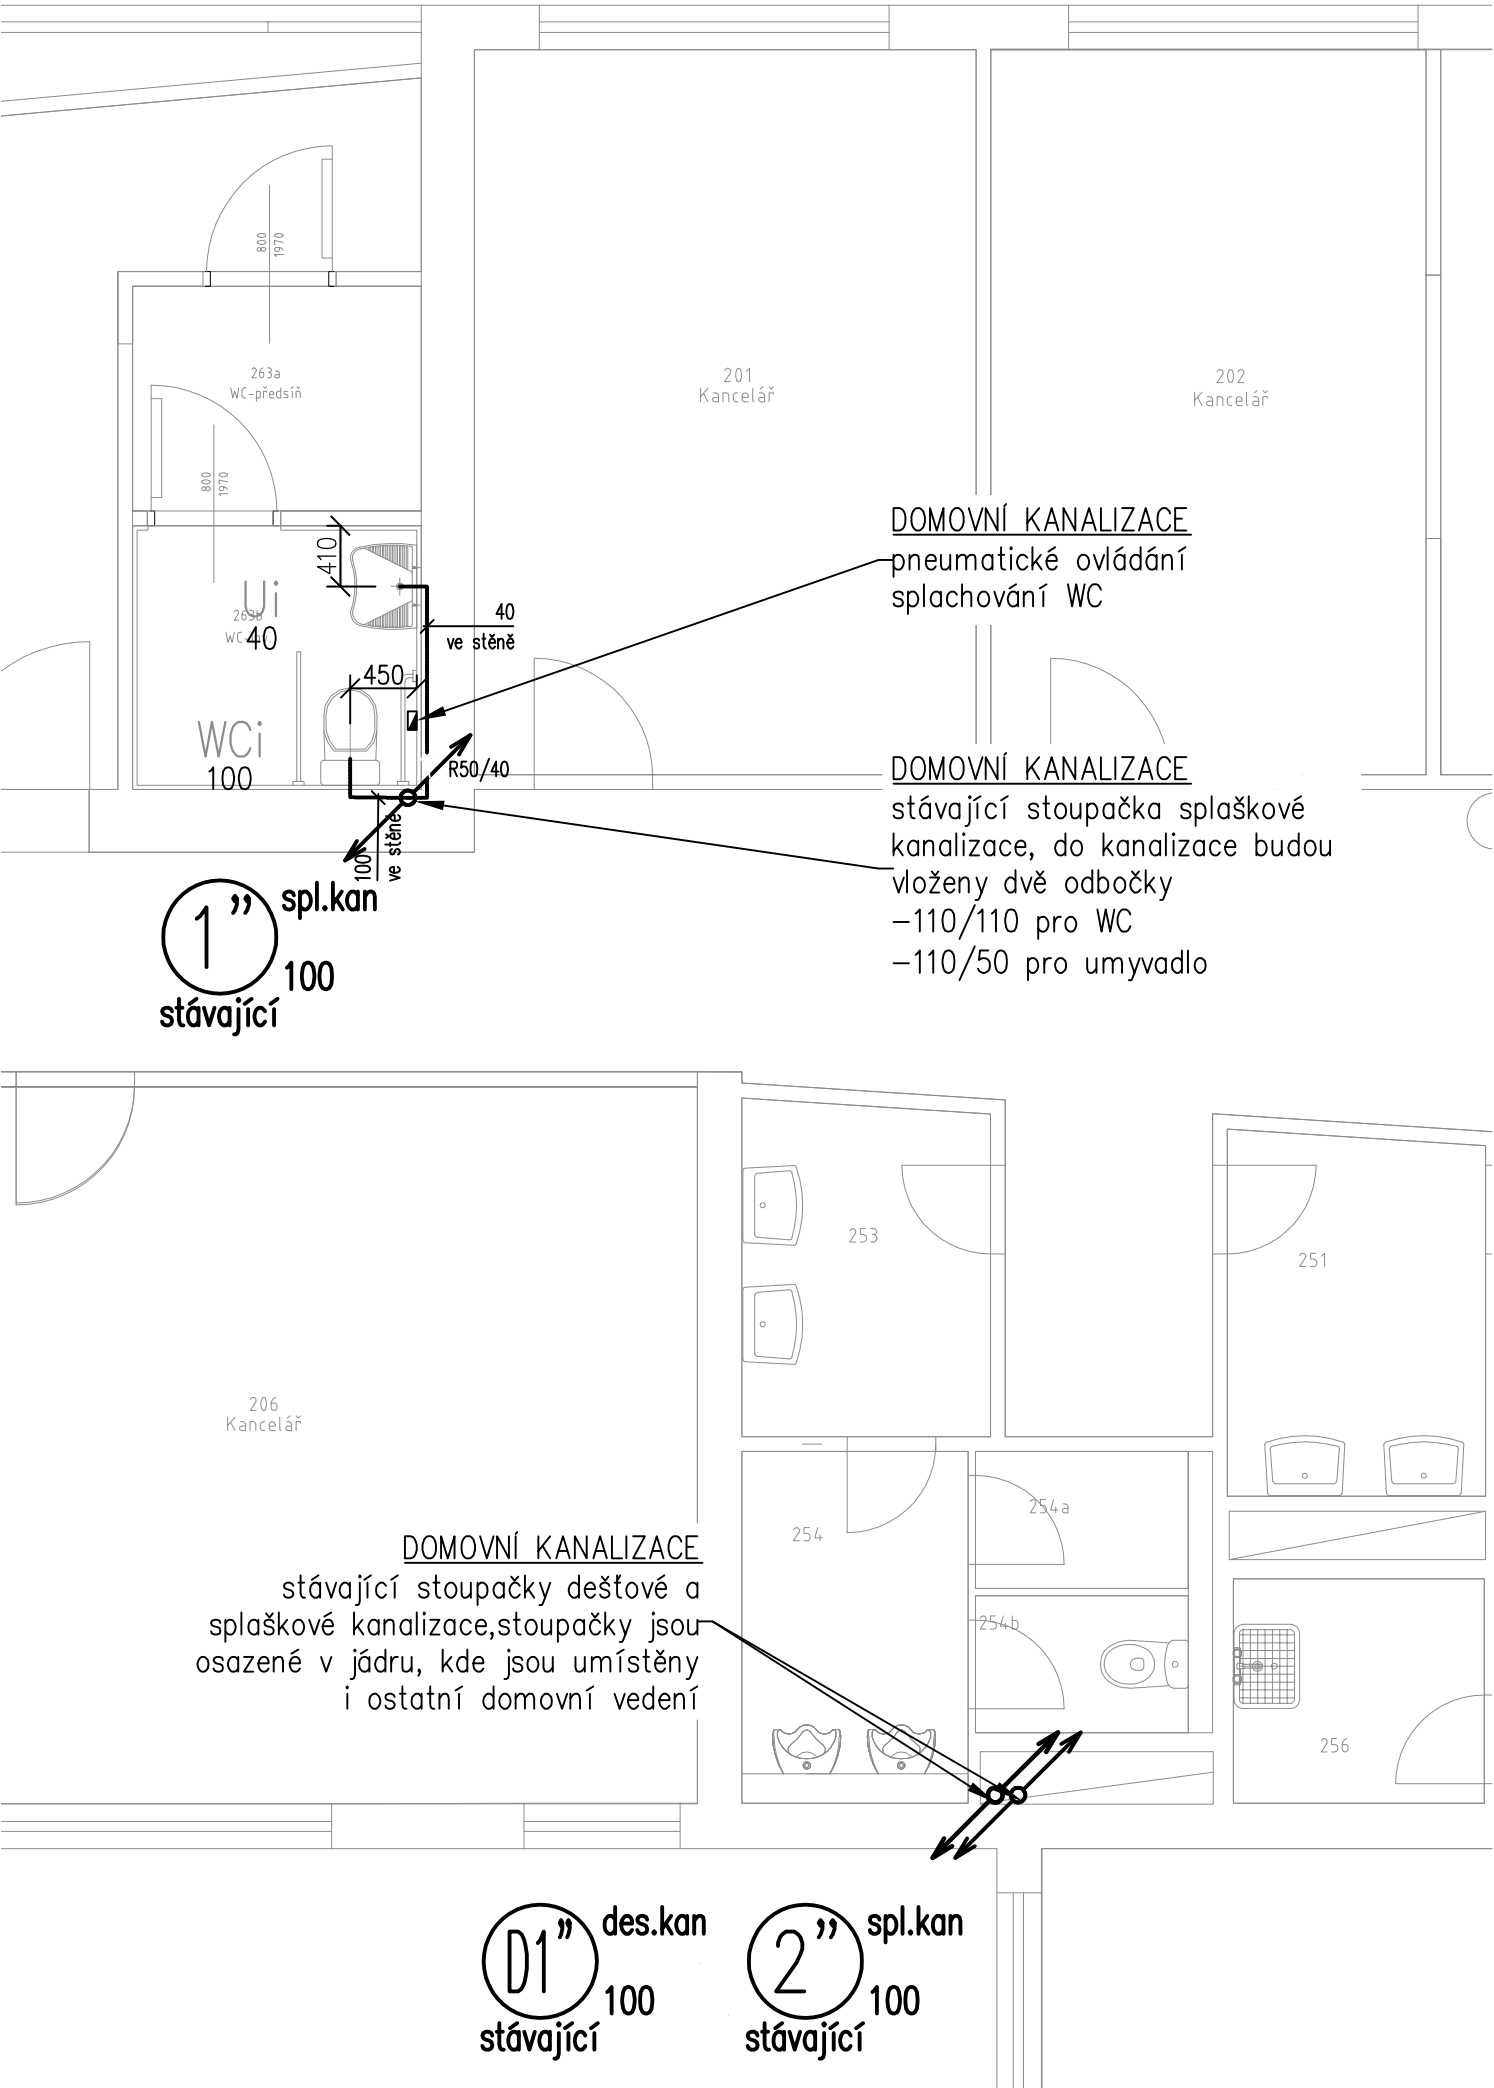 800
1970
263a
WC-předsíň
201
Kancelář
202
Kancelář
800
1970
DOMOVNÍ KANALIZACE
pneumatické ovládání
splachování WC
410
Ui
263b
40
40
ve stěně
450
WCi
100
R50/40
DOMOVNÍ KANALIZACE
stávající stoupačka splaškové
kanalizace, do kanalizace budou
vloženy dvě odbočky
-110/110 pro WC
-110/50 pro umyvadlo
100
ve stěně
1" spl.kan
100
stávající
253
251
206
Kancelář
254a
254
254b
DOMOVNÍ KANALIZACE
stávající stoupačky dešťové a
splaškové kanalizace,stoupačky jsou
osazené v jádru, kde jsou umístěny
i ostatní domovní vedení
256
D1" des.kan
100
stávající
2" spl.kan
100
stávající